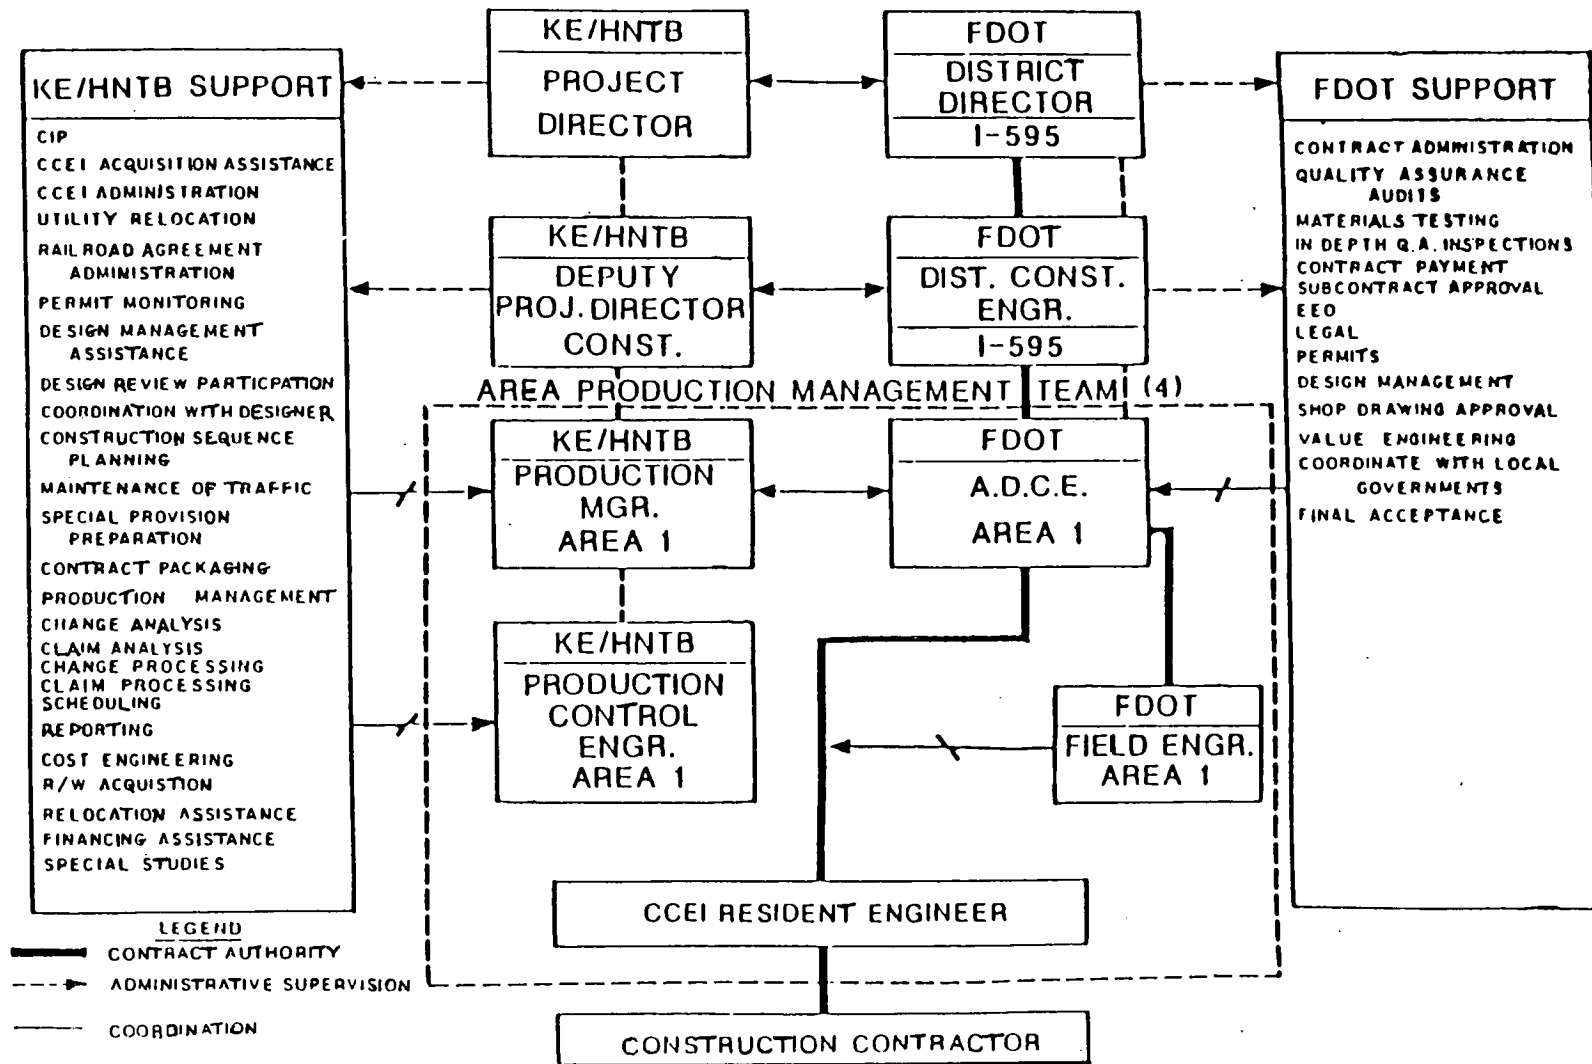 KE/HNTB SUPPORT
CIP
CCEI ACQUISITION ASSISTANCE
CCEI ADMINISTRATION
UTILITY RELOCATION
RAILROAD AGREEMENT
ADMINISTRATION
PERMIT MONITORING
DESIGN MANAGEMENT
ASSISTANCE
DESIGN REVIEW PARTICPATION
COORDINATION WITH DESIGNER
CONSTRUCTION SEQUENCE
PLANNING
MAINTENANCE OF TRAFFIC
SPECIAL PROVISION
PREPARATION
CONTRACT PACKAGING
PRODUCTION MANAGEMENT
CHANGE ANALYSIS
CLAIM ANALYSIS
CHANGE PROCESSING
CLAIM PROCESSING
SCHEDULING
REPORTING
COST ENGINEERING
R/W ACQUISTION
RELOCATION ASSISTANCE
FINANCING ASSISTANCE
SPECIAL STUDIES
KE/HNTB
PROJECT
DIRECTOR
FDOT
DISTRICT
DIRECTOR
I-595
KE/HNTB
DEPUTY
PROJ. DIRECTOR
CONST.
FDOT
DIST. CONST.
ENGR.
I-595
AREA PRODUCTION MANAGEMENT TEAM (4)
KE/HNTB
PRODUCTION
MGR.
AREA 1
FDOT
A.D.C.E.
AREA 1
KE/HNTB
PRODUCTION
CONTROL
ENGR.
AREA 1
FDOT
FIELD ENGR.
AREA 1
CCEI RESIDENT ENGINEER
CONSTRUCTION CONTRACTOR
FDOT SUPPORT
CONTRACT ADMINISTRATION
QUALITY ASSURANCE
AUDITS
MATERIALS TESTING
IN DEPTH Q.A. INSPECTIONS
CONTRACT PAYMENT
SUBCONTRACT APPROVAL
EEO
LEGAL
PERMITS
DESIGN MANAGEMENT
SHOP DRAWING APPROVAL
VALUE ENGINEERING
COORDINATE WITH LOCAL
GOVERNMENTS
FINAL ACCEPTANCE
LEGEND
CONTRACT AUTHORITY
ADMINISTRATIVE SUPERVISION
COORDINATION